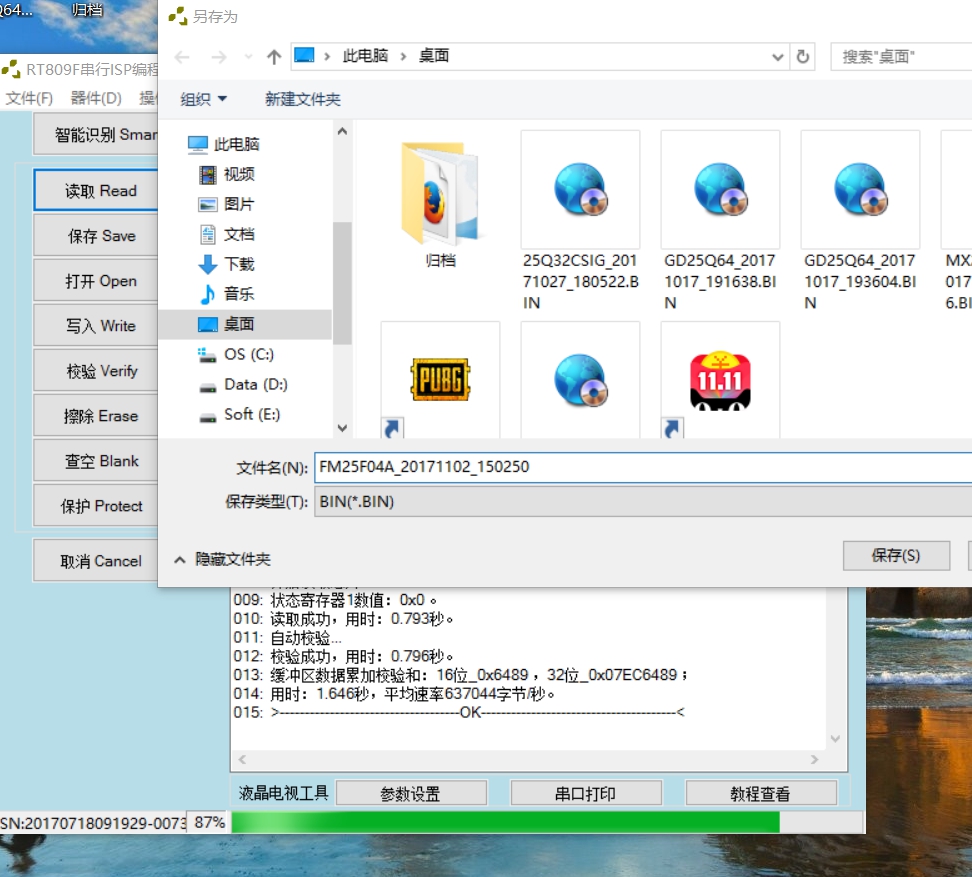 Q64...
归档
另存为
此电脑
桌面
搜索"桌面"
组织
新建文件夹
RT809F串行ISP编程
文件(F)
器件(D)
操作
智能识别 Smar
读取 Read
保存 Save
打开 Open
写入 Write
校验 Verify
擦除 Erase
查空 Blank
保护 Protect
取消 Cancel
此电脑
视频
图片
文档
下载
音乐
桌面
OS (C:)
Data (D:)
Soft (E:)
归档
25Q32CSIG_201
71027_180522.B
IN
GD25Q64_2017
1017_191638.BI
N
GD25Q64_2017
1017_193604.BI
N
MX
017
6.BI
PUBG
11.11
文件名(N):
FM25F04A_20171102_150250
保存类型(T):
BIN(*.BIN)
隐藏文件夹
保存(S)
009: 状态寄存器1数值：0x0 。
010: 读取成功，用时：0.793秒。
011: 自动校验...
012: 校验成功，用时：0.796秒。
013: 缓冲区数据累加校验和：16位_0x6489 ，32位_0x07EC6489 ；
014: 用时：1.646秒，平均速率637044字节/秒。
015: >------------------------------------OK---------------------------------------<
液晶电视工具
参数设置
串口打印
教程查看
SN:20170718091929-0073
87%